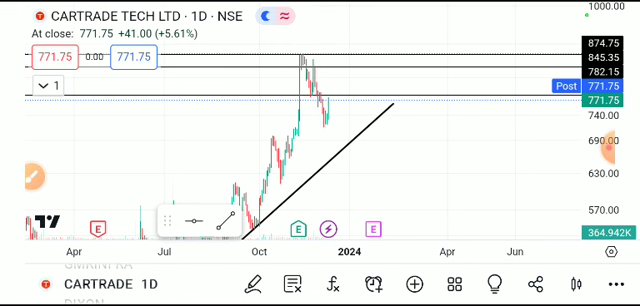 CARTRADE TECH LTD · 1D · NSE
1000.00
At close: 771.75 +41.00 (+5.61%)
771.75 0.00 771.75
874.75
845.35
782.15
Post 771.75
771.75
1
740.00
690.00
630.00
570.00
364.942K
E E E
Apr Jul Oct 2024 Apr Jun
GMRINFRA
CARTRADE 1D
DIXON